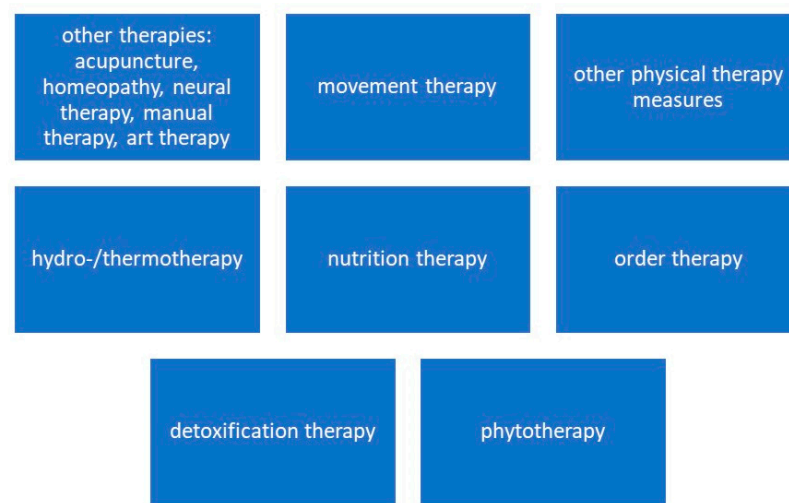 other therapies:
acupuncture,
homeopathy, neural
therapy, manual
therapy, art therapy
movement therapy
other physical therapy
measures
hydro-/thermotherapy
nutrition therapy
order therapy
detoxification therapy
phytotherapy